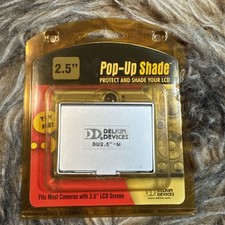 2.5"
Pop-Up Shade
PROTECT AND SHADE YOUR LCD
DELKIN
DEVICES
DU2.5"-M
Fits Most Cameras with 2.5" LCD Screen
DELKIN
DEVICES